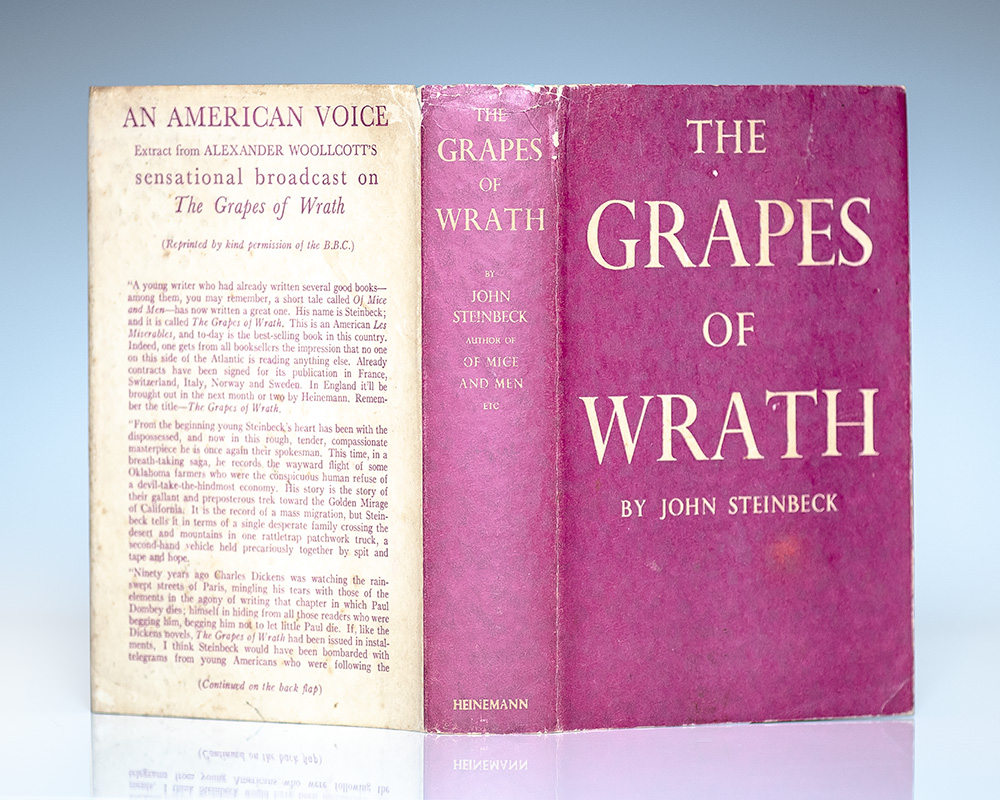 AN AMERICAN VOICE
Extract from ALEXANDER WOOLLCOTT'S
sensational broadcast on
The Grapes of Wrath
(Reprinted by kind permission of the B.B.C.)
"A young writer who had already written several good books—
among them, you may remember, a short tale called Of Mice
and Men—has now written a great one. His name is Steinbeck;
and it is called The Grapes of Wrath. This is an American Les
Miserables, and to-day is the best-selling book in this country.
Indeed, one gets from all booksellers the impression that no one
on this side of the Atlantic is reading anything else. Already
contracts have been signed for its publication in France,
Switzerland, Italy, Norway and Sweden. In England it'll be
brought out in the next month or two by Heinemann. Remem-
ber the title—The Grapes of Wrath.
"From the beginning young Steinbeck's heart has been with the
dispossessed, and now in this rough, tender, compassionate
masterpiece he is once again their spokesman. This time, in a
breath-taking saga, he records the wayward flight of some
Oklahoma farmers who were the conspicuous human refuse of
a devil-take-the-hindmost economy. His story is the story of
their gallant and preposterous trek toward the Golden Mirage
of California. It is the record of a mass migration, but Stein-
beck tells it in terms of a single desperate family crossing the
desert and mountains in one rattletrap patchwork truck, a
second-hand vehicle held precariously together by spit and
tape and hope.
"Ninety years ago Charles Dickens was watching the rain-
swept streets of Paris, mingling his tears with those of the
elements in the agony of writing that chapter in which Paul
Dombey dies; himself in hiding from all those readers who were
begging him, begging him not to let little Paul die. If, like the
Dickens novels, The Grapes of Wrath had been issued in instal-
ments, I think Steinbeck would have been bombarded with
telegrams from young Americans who were following the
(Continued on the back flap)
THE
GRAPES
OF
WRATH
BY
JOHN
STEINBECK
AUTHOR OF
OF MICE
AND MEN
ETC
HEINEMANN
THE
GRAPES
OF
WRATH
BY JOHN STEINBECK